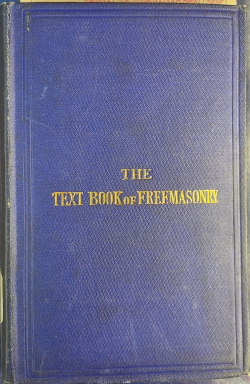 THE
TEXT BOOK OF FREEMASONRY